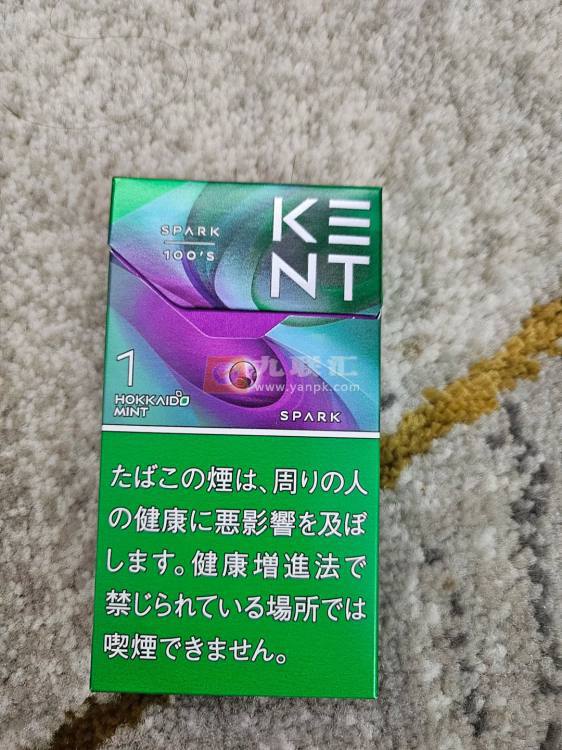 SPARK
100'S
KE
NT
1
HOKKAIDO
MINT
九联汇
www.yanpk.com
SPARK
たばこの煙は、周りの人
の健康に悪影響を及ぼ
します。健康増進法で
禁じられている場所では
喫煙できません。